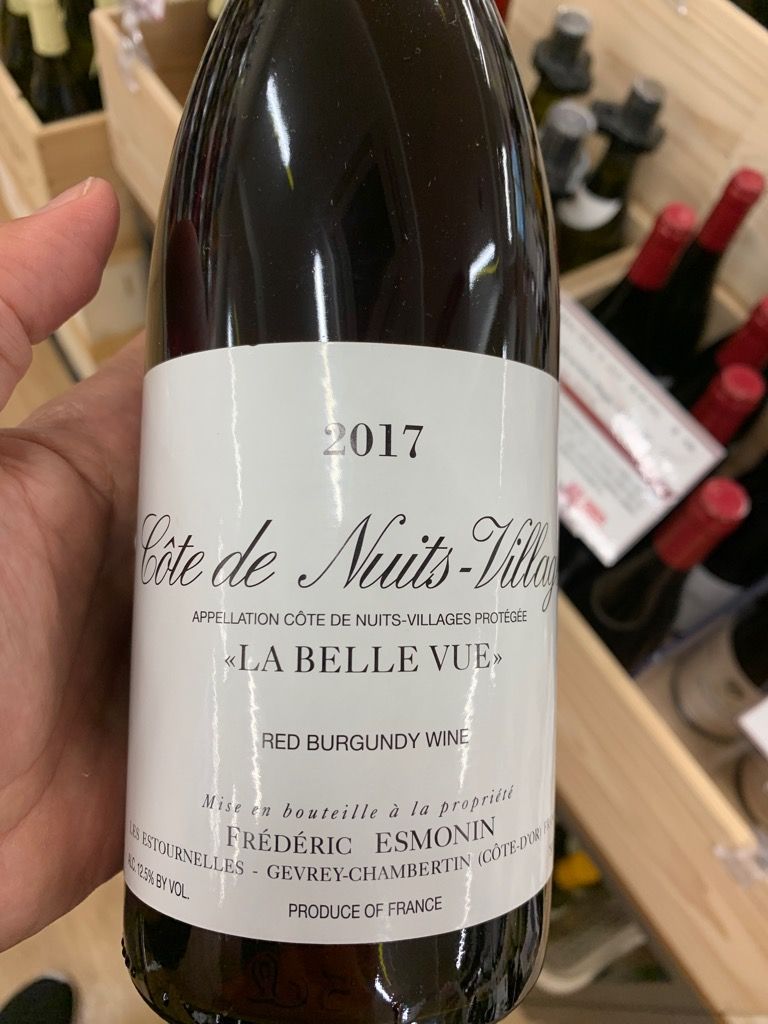 2017
Côte de Nuits-Villag
APPELLATION CÔTE DE NUITS-VILLAGES PROTÉGÉE
«LA BELLE VUE»
RED BURGUNDY WINE
Mise en bouteille à la propriété
FRÉDÉRIC ESMONIN
LES ESTOURNELLES - GEVREY-CHAMBERTIN (CÔTE-D'OR)
ALC. 12.5% BY VOL.
PRODUCE OF FRANCE